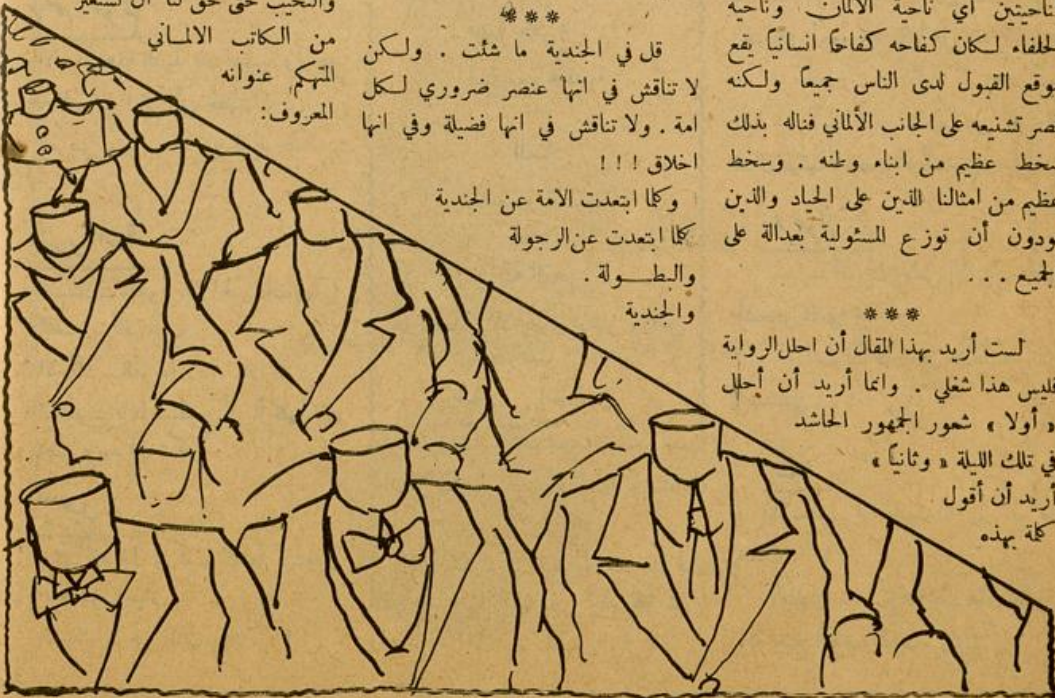 ناحيتين أي ناحية الالمان وناحية
الحلفاء لكان كفاحه كفاحاً انسانياً يقع
موقع القبول لدى الناس جميعاً ولكنه
قصر تشنيعه على الجانب الألماني فناله بذلك
سخط عظيم من ابناء وطنه . وسخط
عظيم من امثالنا الذين على الحياد والذين
يودون أن توزع المسئولية بعدالة على
الجميع . . .
***
لست أريد بهذا المقال أن احلل الرواية
فليس هذا شغلي . وانما أريد أن أحلل
« أولا » شعور الجمهور الحاشد
في تلك الليلة « وثانياً »
أريد أن أقول
كلمة بهذه
***
قل في الجندية ما شئت . ولكن
لا تناقش في انها عنصر ضروري لكل
امة . ولا تناقش في انها فضيلة وفي انها
اخلاق ! ! !
وكلما ابتعدت الامة عن الجندية
كلما ابتعدت عن الرجولة
والبطولة .
والجندية
والنحيب حتى حق لنا أن نستعير
من الكاتب الالماني
المتهكم عنوانه
المعروف :